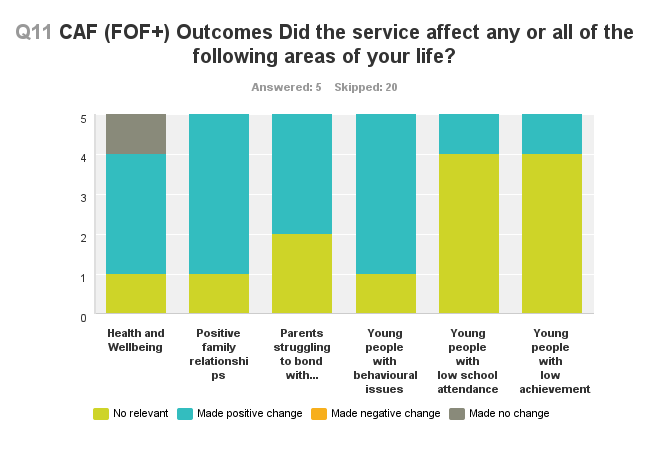 Q11 CAF (FOF+) Outcomes Did the service affect any or all of the
following areas of your life?
Answered: 5 Skipped: 20
5
4
3
2
1
0
Health and
Wellbeing
Positive
family
relationshi
ps
Parents
struggling
to bond
with...
Young
people
with
behavioural
issues
Young
people
with
low school
attendance
Young
people
with
low
achievement
No relevant
Made positive change
Made negative change
Made no change